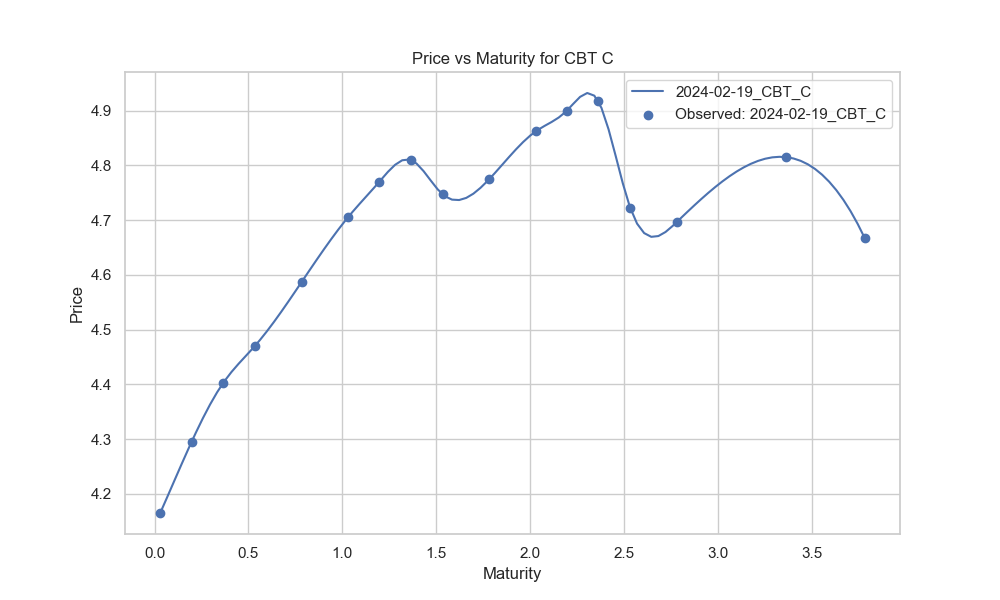 Price vs Maturity for CBT C
2024-02-19_CBT_C
Observed: 2024-02-19_CBT_C
Price
4.9
4.8
4.7
4.6
4.5
4.4
4.3
4.2
0.0 0.5 1.0 1.5 2.0 2.5 3.0 3.5
Maturity